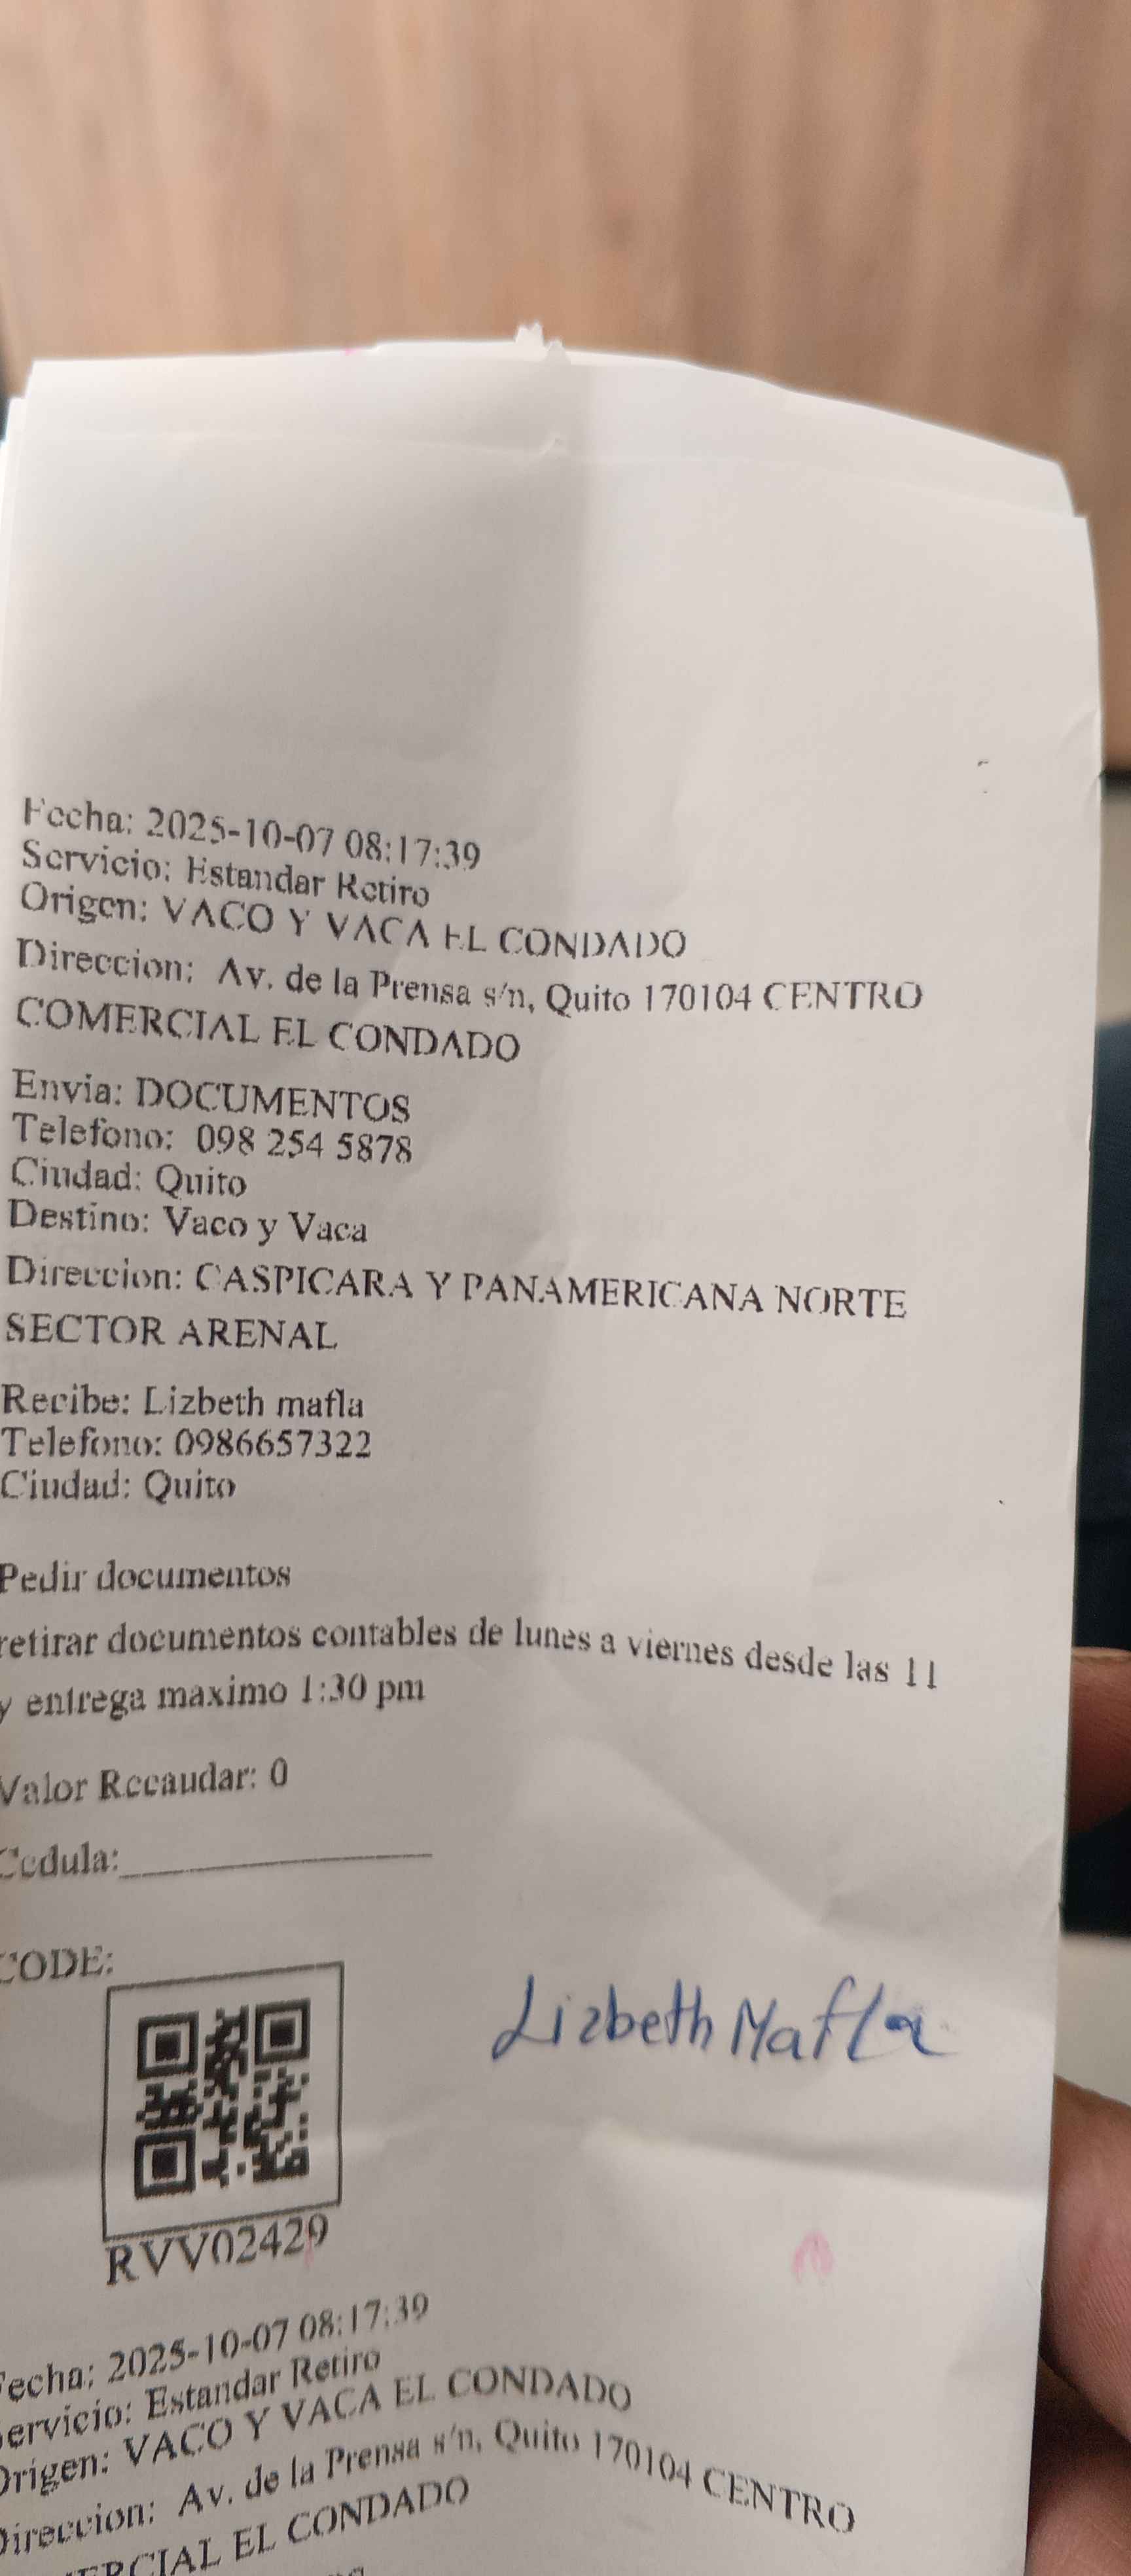 Fecha: 2025-10-07 08:17:39
Servicio: Estandar Retiro
Origen: VACO Y VACA EL CONDADO
Direccion: Av. de la Prensa s/n, Quito 170104 CENTRO
COMERCIAL EL CONDADO
Envia: DOCUMENTOS
Telefono: 098 254 5878
Ciudad: Quito
Destino: Vaco y Vaca
Direccion: CASPICARA Y PANAMERICANA NORTE
SECTOR ARENAL
Recibe: Lizbeth mafla
Telefono: 0986657322
Ciudad: Quito
Pedir documentos
retirar documentos contables de lunes a viernes desde las 11
y entrega maximo 1:30 pm
Valor Recaudar: 0
Cedula:
CODE:
Lizbeth Mafla
RVV02429
Fecha: 2025-10-07 08:17:39
Servicio: Estandar Retiro
Origen: VACO Y VACA EL CONDADO
Direccion: Av. de la Prensa s/n, Quito 170104 CENTRO
MERCIAL EL CONDADO